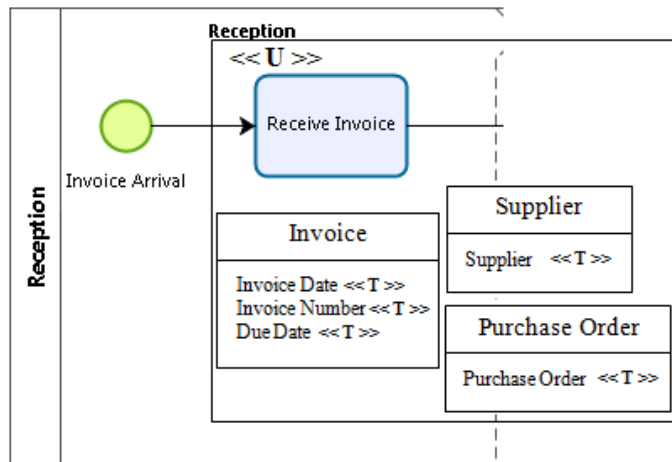 Reception
<< U >>
Receive Invoice
Invoice Arrival
Reception
Invoice
Invoice Date << T >>
Invoice Number << T >>
Due Date << T >>
Supplier
Supplier << T >>
Purchase Order
Purchase Order << T >>